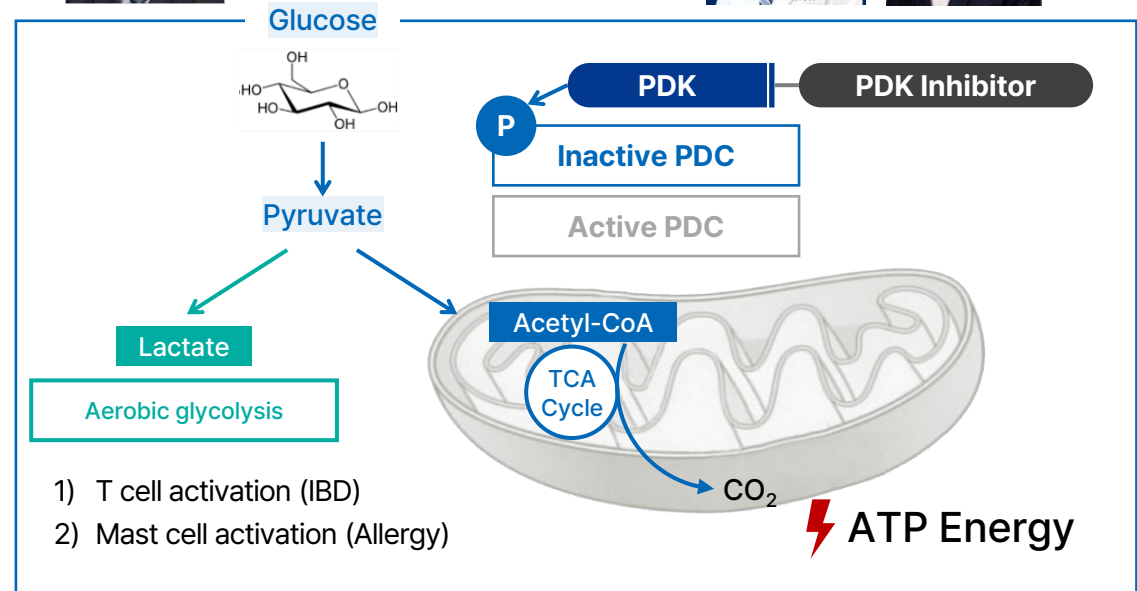 Glucose
OH
HO
O
HO
OH
OH
PDK
PDK Inhibitor
P
Inactive PDC
Pyruvate
Active PDC
Acetyl-CoA
Lactate
TCA
Cycle
Aerobic glycolysis
CO₂
1) T cell activation (IBD)
2) Mast cell activation (Allergy)
ATP Energy